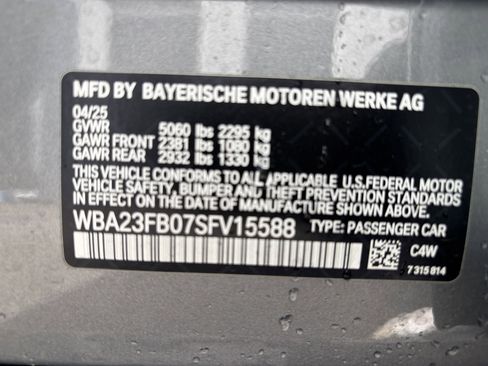 MFD BY BAYERISCHE MOTOREN WERKE AG
04/25
GVWR 5060 lbs 2295 kg
GAWR FRONT 2381 lbs 1080 kg
GAWR REAR 2932 lbs 1330 kg
THIS VEHICLE CONFORMS TO ALL APPLICABLE U.S.FEDERAL MOTOR
VEHICLE SAFETY, BUMPER AND THEFT PREVENTION STANDARDS
IN EFFECT ON THE DATE OF MANUFACTURE SHOWN ABOVE.
WBA23FB07SFV15588 TYPE: PASSENGER CAR
C4W
7 315 814